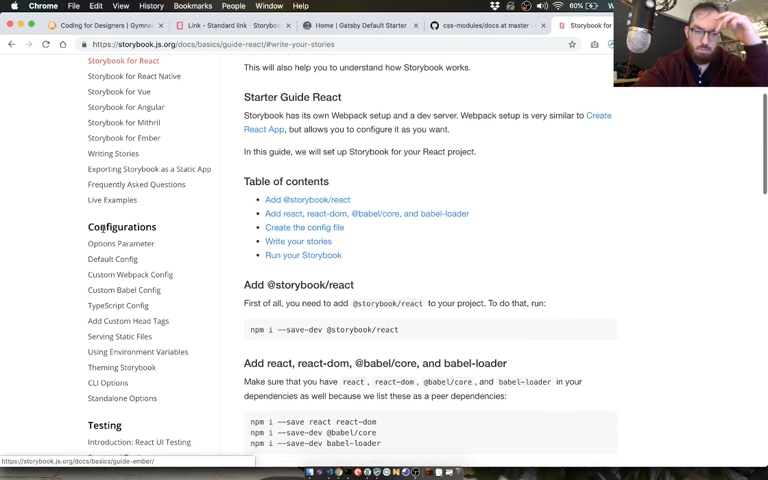 Chrome File Edit View History Bookmarks People Window Help
60%
Coding for Designers | Gymnas
Link - Standard link · Storyboo
Home | Gatsby Default Starter
css-modules/docs at master
Storybook for
https://storybook.js.org/docs/basics/guide-react/#write-your-stories
Storybook for React
Storybook for React Native
Storybook for Vue
Storybook for Angular
Storybook for Mithril
Storybook for Ember
Writing Stories
Exporting Storybook as a Static App
Frequently Asked Questions
Live Examples
Configurations
Options Parameter
Default Config
Custom Webpack Config
Custom Babel Config
TypeScript Config
Add Custom Head Tags
Serving Static Files
Using Environment Variables
Theming Storybook
CLI Options
Standalone Options
Testing
Introduction: React UI Testing
This will also help you to understand how Storybook works.
Starter Guide React
Storybook has its own Webpack setup and a dev server. Webpack setup is very similar to Create
React App, but allows you to configure it as you want.
In this guide, we will set up Storybook for your React project.
Table of contents
Add @storybook/react
Add react, react-dom, @babel/core, and babel-loader
Create the config file
Write your stories
Run your Storybook
Add @storybook/react
First of all, you need to add @storybook/react to your project. To do that, run:
npm i --save-dev @storybook/react
Add react, react-dom, @babel/core, and babel-loader
Make sure that you have react, react-dom, @babel/core, and babel-loader in your
dependencies as well because we list these as a peer dependencies:
npm i --save react react-dom
npm i --save-dev @babel/core
npm i --save-dev babel-loader
https://storybook.js.org/docs/basics/guide-ember/